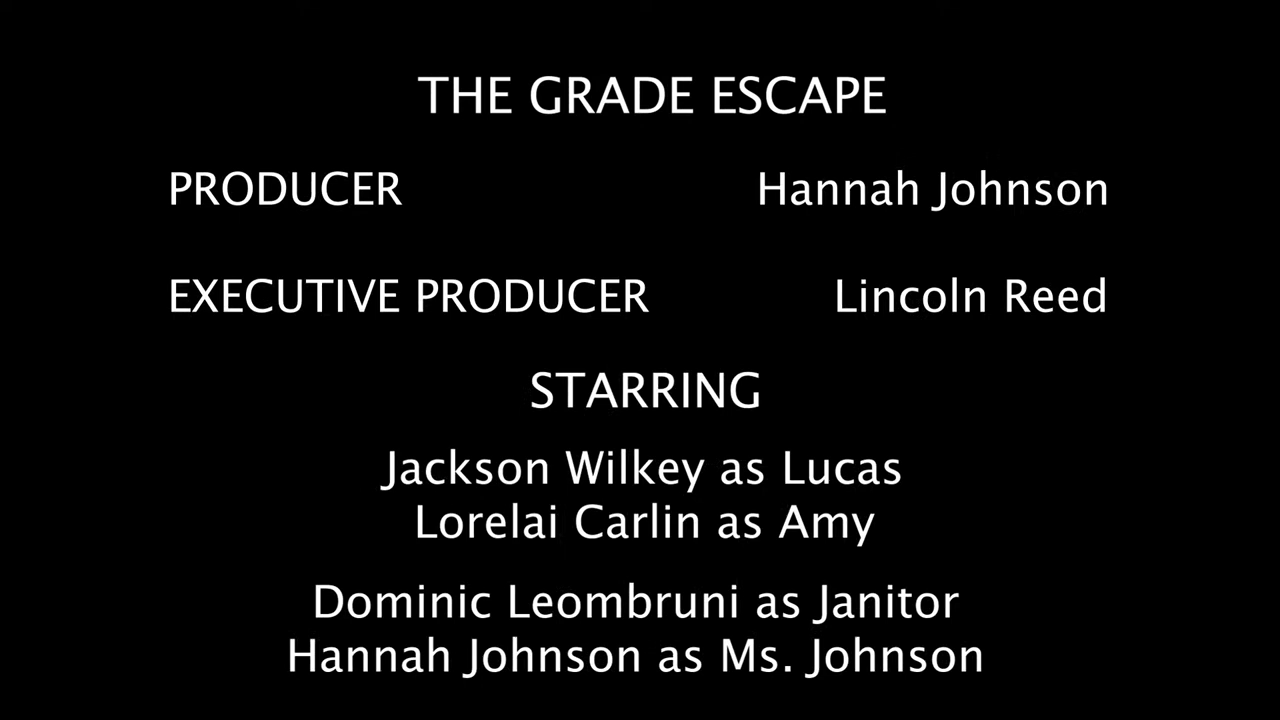 THE GRADE ESCAPE
PRODUCER Hannah Johnson
EXECUTIVE PRODUCER Lincoln Reed
STARRING
Jackson Wilkey as Lucas
Lorelai Carlin as Amy
Dominic Leombruni as Janitor
Hannah Johnson as Ms. Johnson